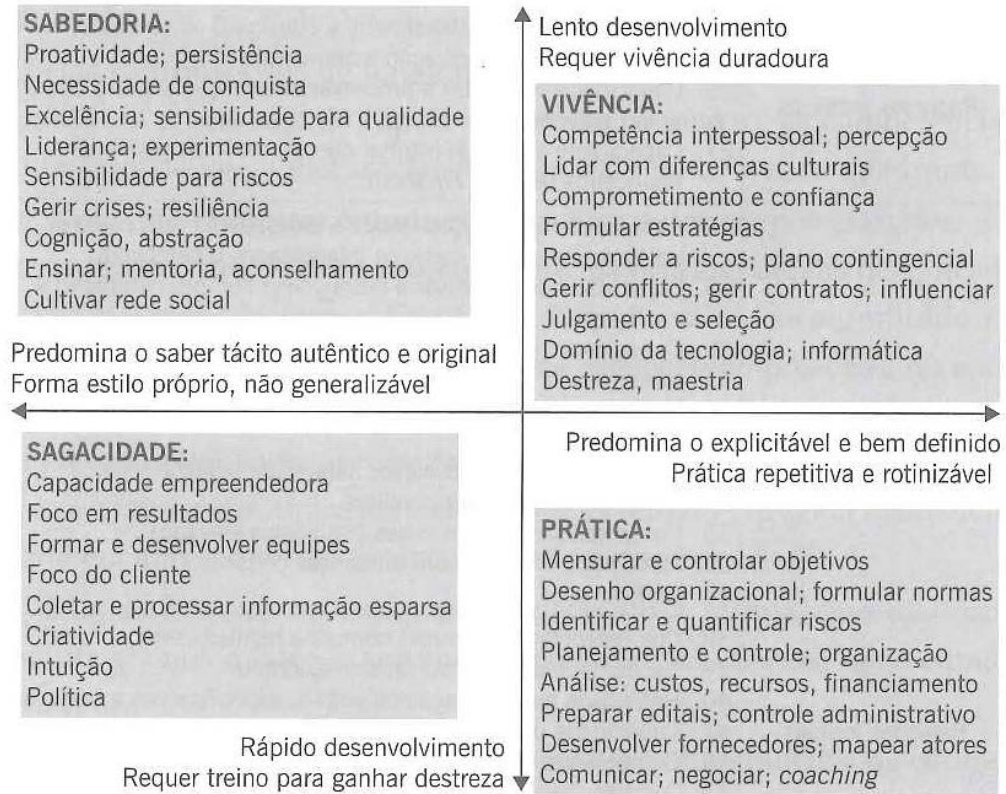 SABEDORIA:
Proatividade; persistência
Necessidade de conquista
Excelência; sensibilidade para qualidade
Liderança; experimentação
Sensibilidade para riscos
Gerir crises; resiliência
Cognição, abstração
Ensinar; mentoria, aconselhamento
Cultivar rede social
Lento desenvolvimento
Requer vivência duradoura
VIVÊNCIA:
Competência interpessoal; percepção
Lidar com diferenças culturais
Comprometimento e confiança
Formular estratégias
Responder a riscos; plano contingencial
Gerir conflitos; gerir contratos; influenciar
Julgamento e seleção
Domínio da tecnologia; informática
Destreza, maestria
Predomina o saber tácito autêntico e original
Forma estilo próprio, não generalizável
Predomina o explicitável e bem definido
Prática repetitiva e rotinizável
SAGACIDADE:
Capacidade empreendedora
Foco em resultados
Formar e desenvolver equipes
Foco do cliente
Coletar e processar informação esparsa
Criatividade
Intuição
Política
PRÁTICA:
Mensurar e controlar objetivos
Desenho organizacional; formular normas
Identificar e quantificar riscos
Planejamento e controle; organização
Análise: custos, recursos, financiamento
Preparar editais; controle administrativo
Desenvolver fornecedores; mapear atores
Comunicar; negociar; coaching
Rápido desenvolvimento
Requer treino para ganhar destreza